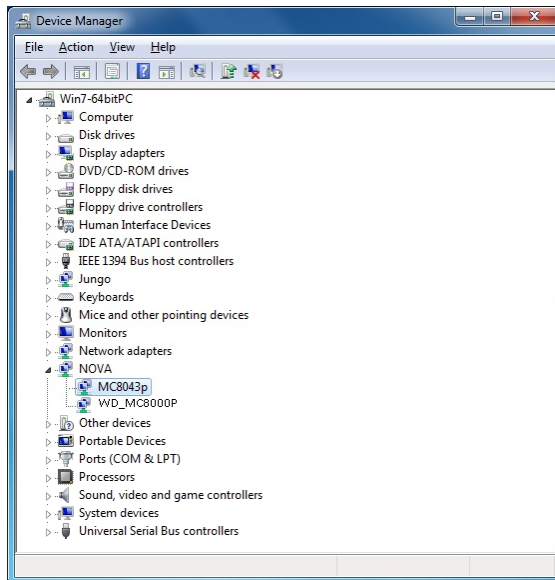 Device Manager
File Action View Help
Win7-64bitPC
Computer
Disk drives
Display adapters
DVD/CD-ROM drives
Floppy disk drives
Floppy drive controllers
Human Interface Devices
IDE ATA/ATAPI controllers
IEEE 1394 Bus host controllers
Jungo
Keyboards
Mice and other pointing devices
Monitors
Network adapters
NOVA
MC8043p
WD_MC8000P
Other devices
Portable Devices
Ports (COM & LPT)
Processors
Sound, video and game controllers
System devices
Universal Serial Bus controllers